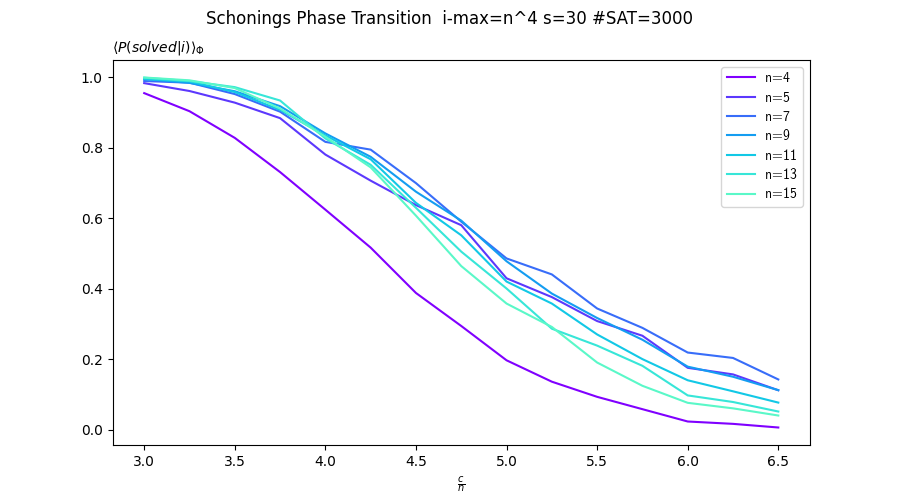 Schonings Phase Transition  i-max=n^4 s=30 #SAT=3000
⟨P(solved|i)⟩Φ
1.0
0.8
0.6
0.4
0.2
0.0
n=4
n=5
n=7
n=9
n=11
n=13
n=15
3.0 3.5 4.0 4.5 5.0 5.5 6.0 6.5
c/n